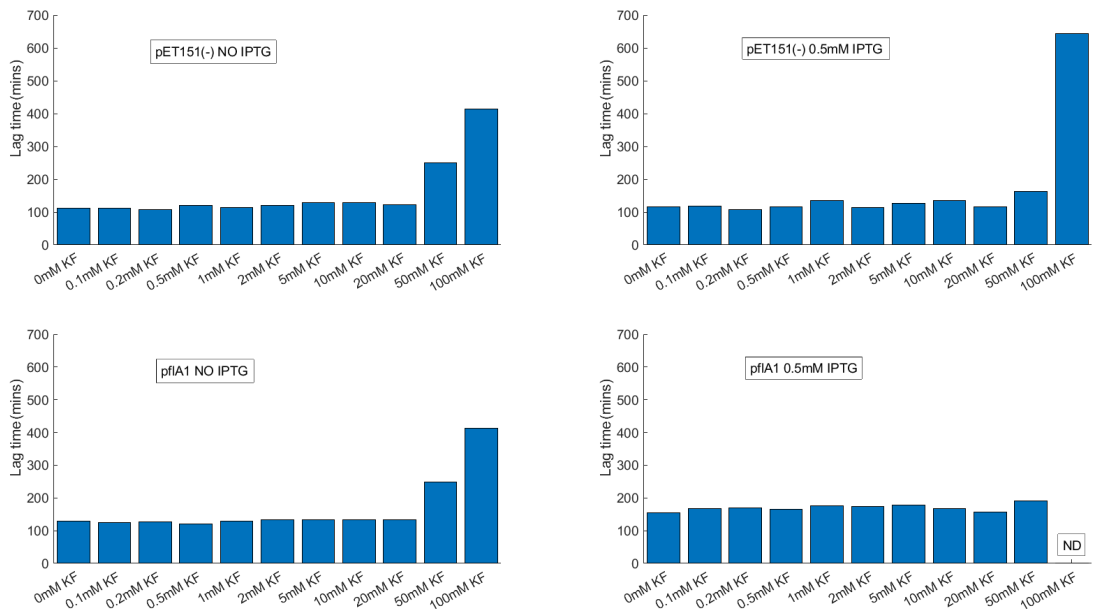 700
600
500
400
300
200
100
0
Lag time (mins)
pET151(-) NO IPTG
0mM KF
0.1mM KF
0.2mM KF
0.5mM KF
1mM KF
2mM KF
5mM KF
10mM KF
20mM KF
50mM KF
100mM KF
700
600
500
400
300
200
100
0
Lag time (mins)
pET151(-) 0.5mM IPTG
0mM KF
0.1mM KF
0.2mM KF
0.5mM KF
1mM KF
2mM KF
5mM KF
10mM KF
20mM KF
50mM KF
100mM KF
700
600
500
400
300
200
100
0
Lag time (mins)
pflA1 NO IPTG
0mM KF
0.1mM KF
0.2mM KF
0.5mM KF
1mM KF
2mM KF
5mM KF
10mM KF
20mM KF
50mM KF
100mM KF
700
600
500
400
300
200
100
0
Lag time (mins)
pflA1 0.5mM IPTG
ND
0mM KF
0.1mM KF
0.2mM KF
0.5mM KF
1mM KF
2mM KF
5mM KF
10mM KF
20mM KF
50mM KF
100mM KF